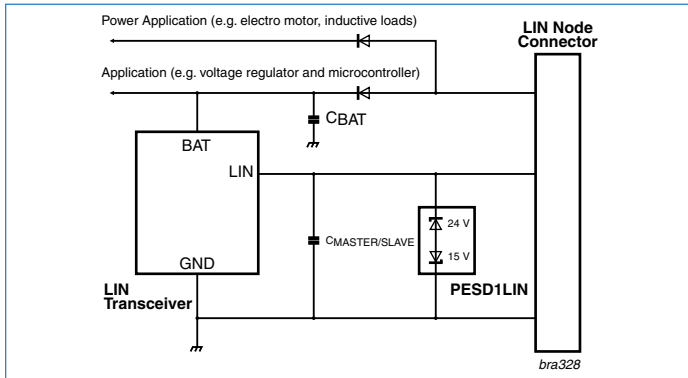 Power Application (e.g. electro motor, inductive loads)
LIN Node
Connector
Application (e.g. voltage regulator and microcontroller)
CBAT
BAT
LIN
24 V
CMASTER/SLAVE
15 V
GND
LIN
Transceiver
PESD1LIN
bra328